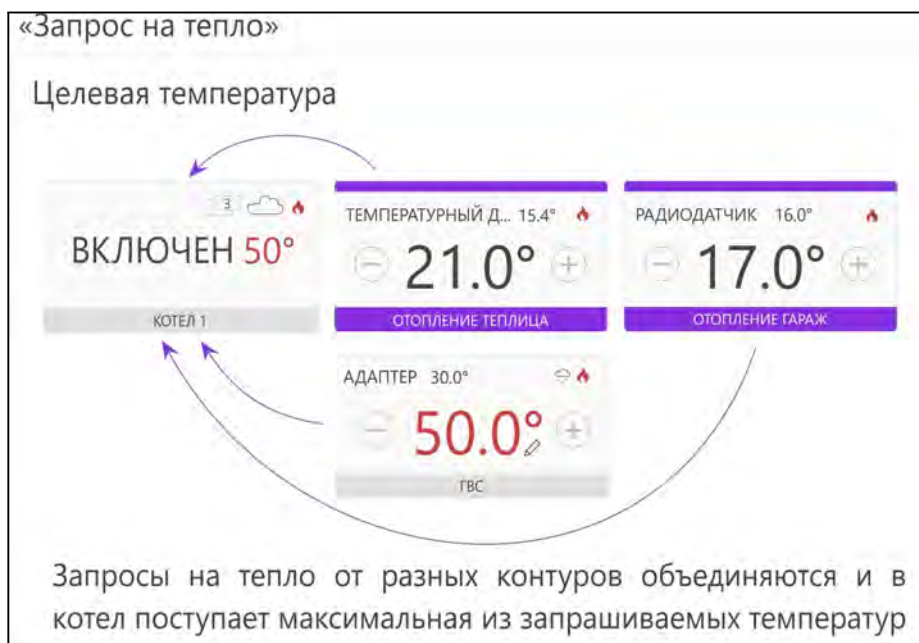 «Запрос на тепло»
Целевая температура
3
ВКЛЮЧЕН 50°
КОТЕЛ 1
ТЕМПЕРАТУРНЫЙ Д... 15.4°
21.0°
ОТОПЛЕНИЕ ТЕПЛИЦА
РАДИОДАТЧИК 16.0°
17.0°
ОТОПЛЕНИЕ ГАРАЖ
АДАПТЕР 30.0°
50.0°
ГВС
Запросы на тепло от разных контуров объединяются и в
котел поступает максимальная из запрашиваемых температур